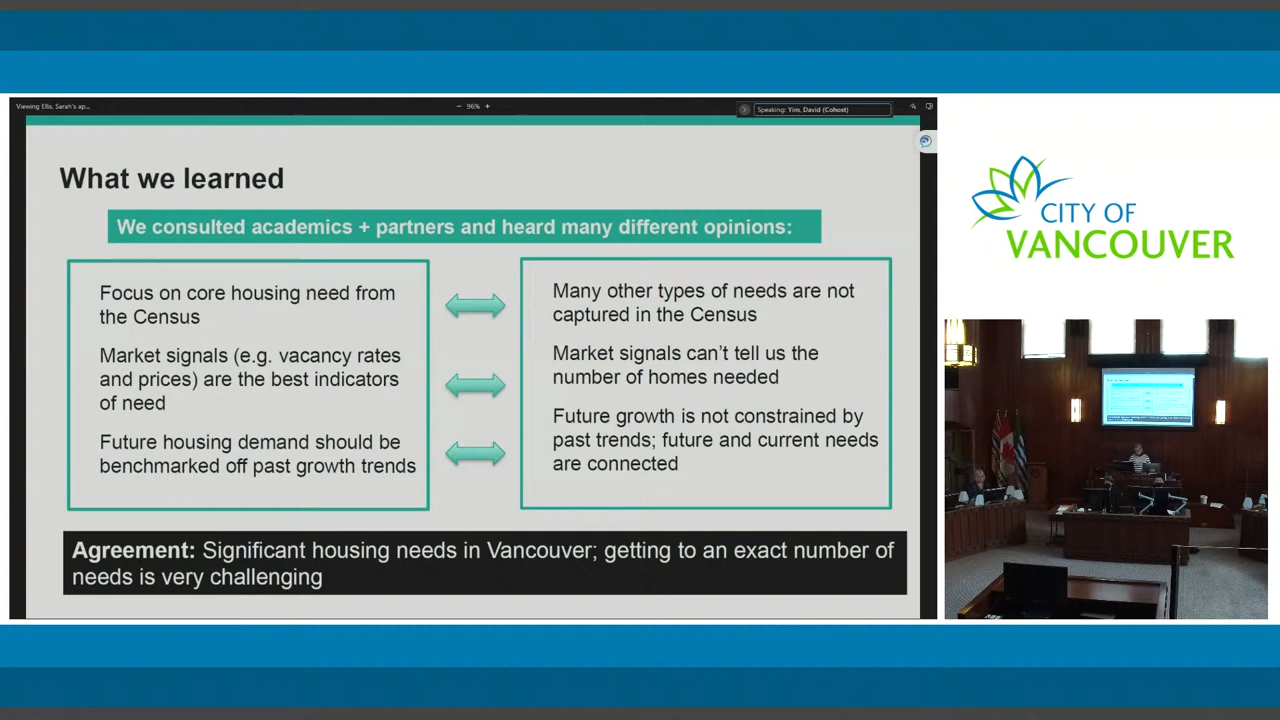 Viewing Ellis, Sarah's ap...
− 96% +
Speaking: Yim, David (Cohost)
What we learned
We consulted academics + partners and heard many different opinions:
Focus on core housing need from
the Census
Market signals (e.g. vacancy rates
and prices) are the best indicators
of need
Future housing demand should be
benchmarked off past growth trends
Many other types of needs are not
captured in the Census
Market signals can't tell us the
number of homes needed
Future growth is not constrained by
past trends; future and current needs
are connected
Agreement: Significant housing needs in Vancouver; getting to an exact number of
needs is very challenging
CITY OF
VANCOUVER